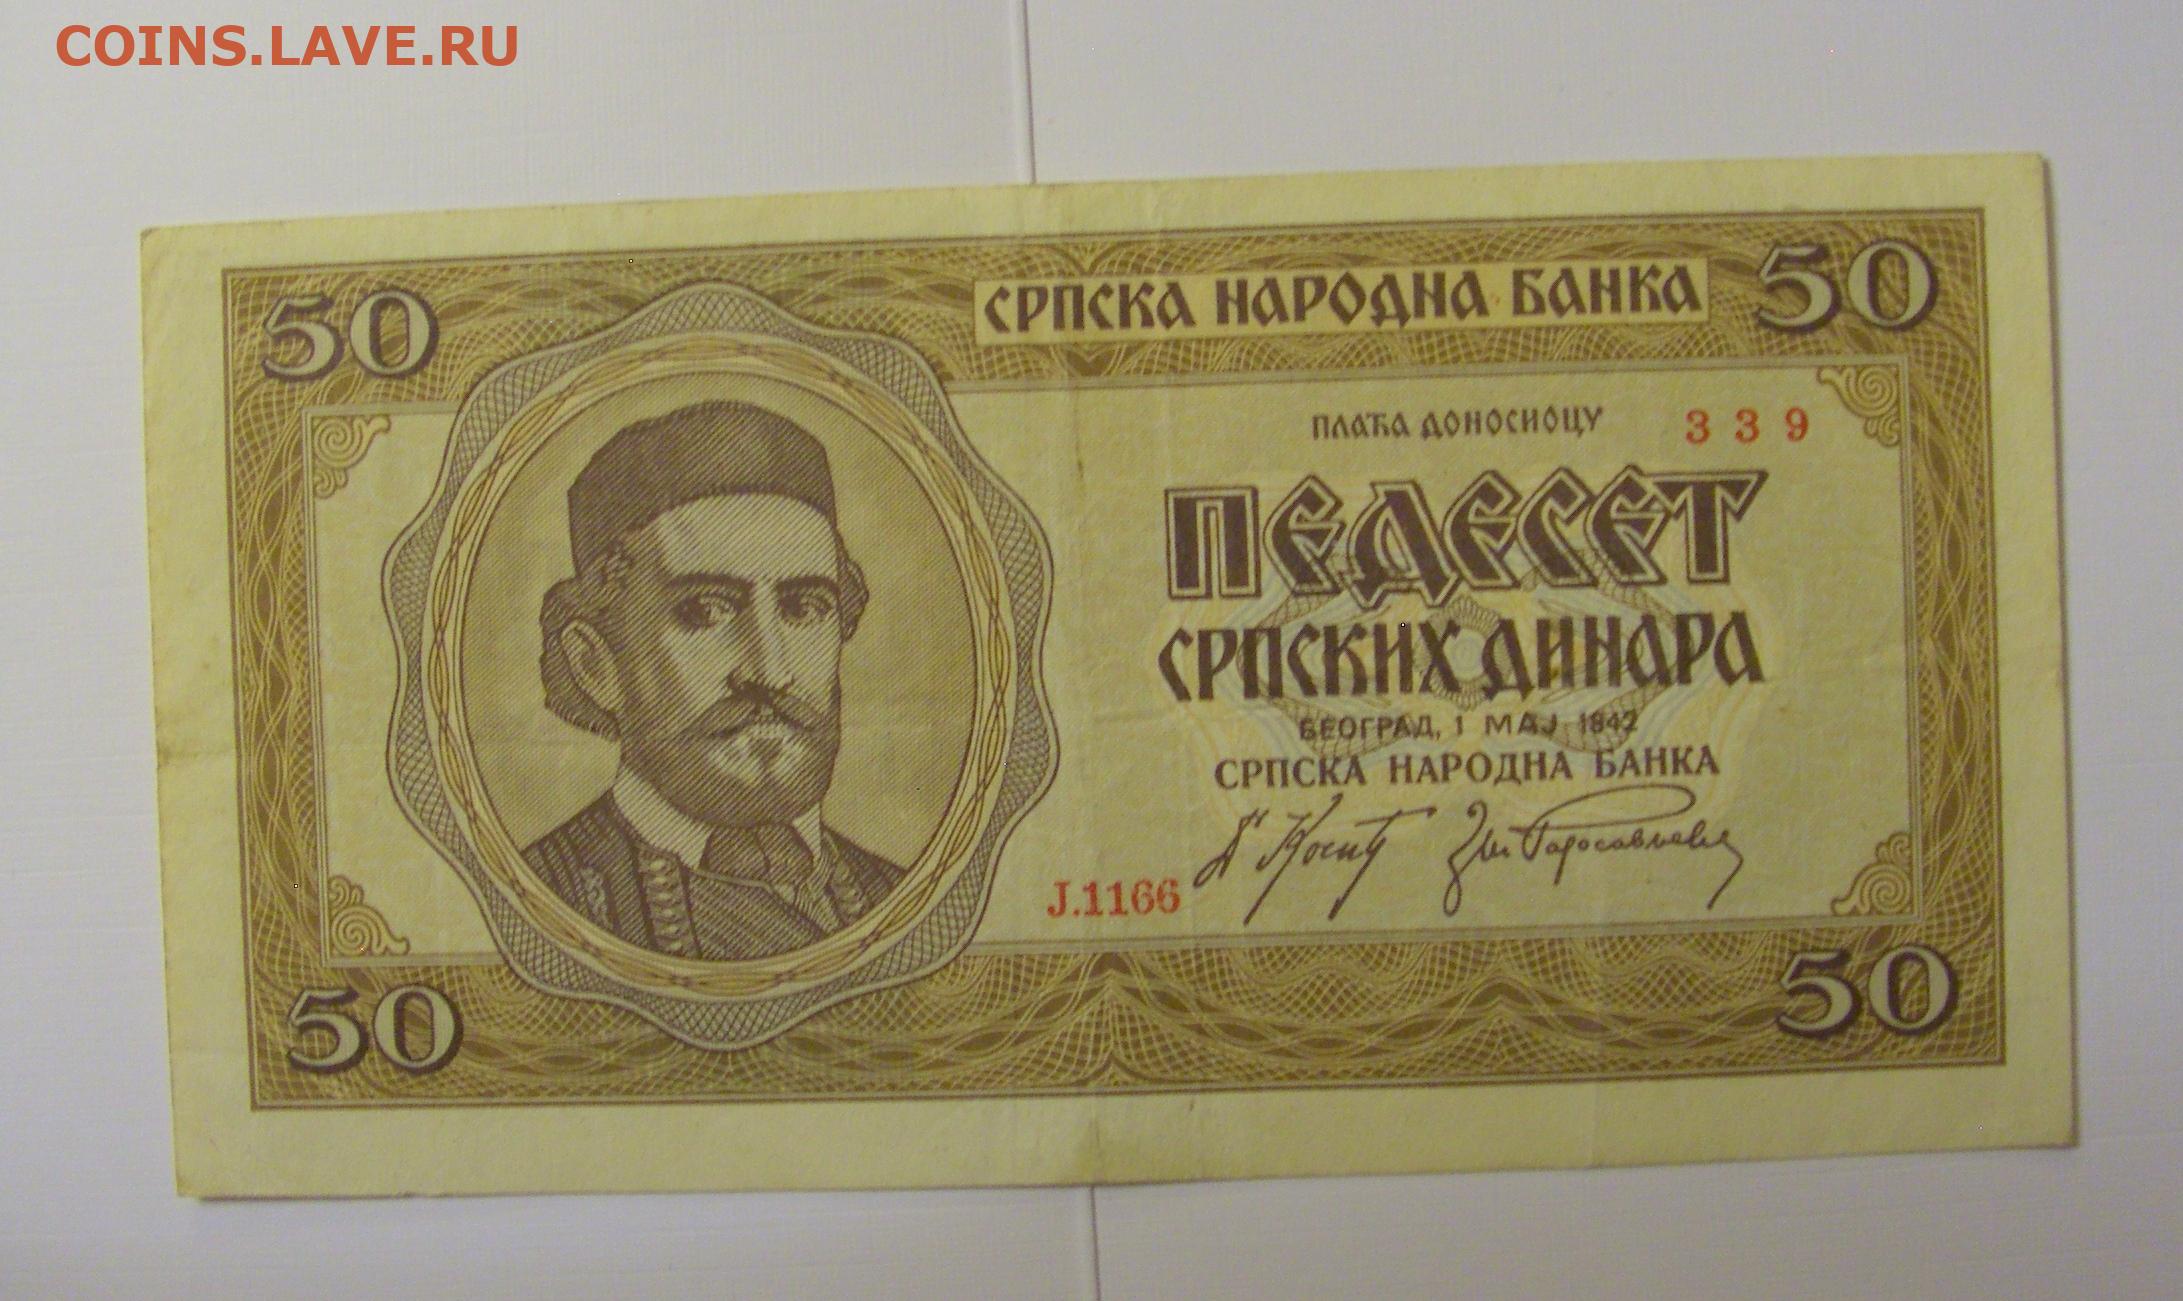 COINS.LAVE.RU
50 СРПСКА НАРОДНА БАНКА 50
ПЛАЋА ДОНОСИОЦУ 339
ПЕДЕСЕТ
СРПСКИХ ДИНАРА
БЕОГРАД, 1 МАЈ 1942
СРПСКА НАРОДНА БАНКА
J.1166
50 50